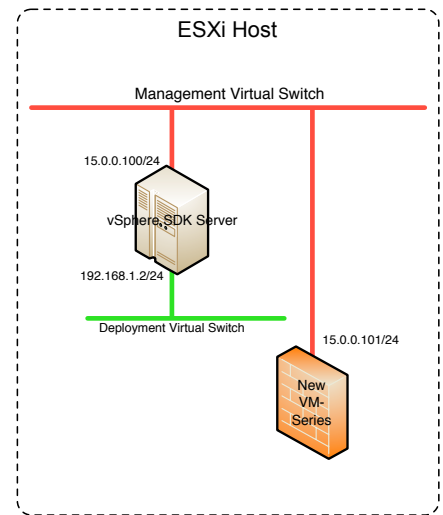 ESXi Host
Management Virtual Switch
15.0.0.100/24
vSphere SDK Server
192.168.1.2/24
Deployment Virtual Switch
15.0.0.101/24
New
VM-
Series